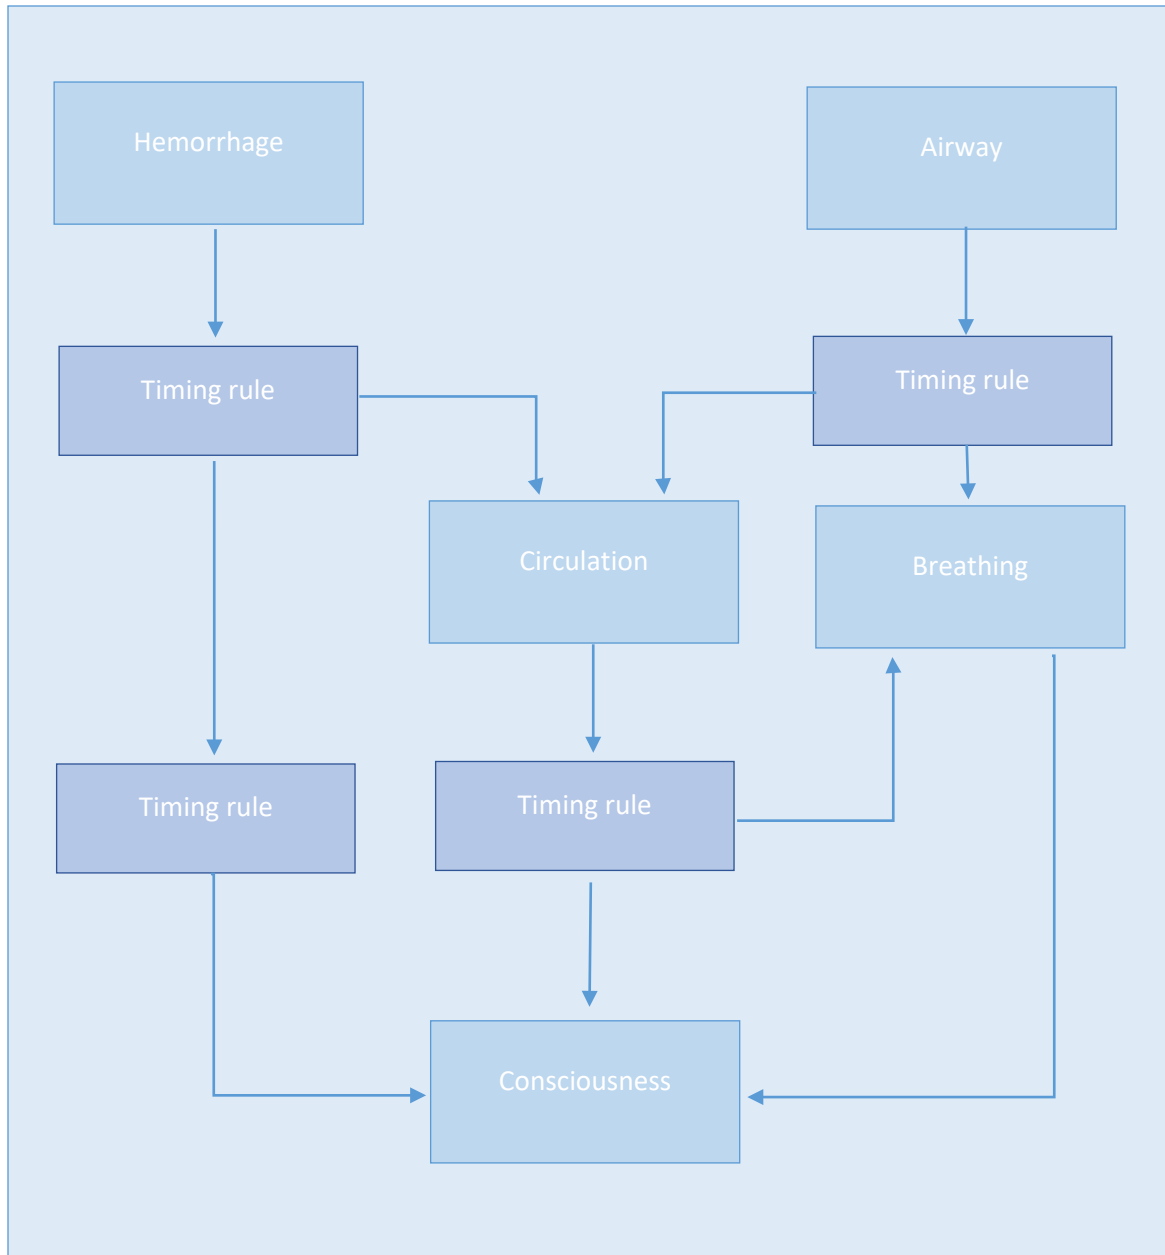 Hemorrhage
Airway
Timing rule
Timing rule
Circulation
Breathing
Timing rule
Timing rule
Consciousness